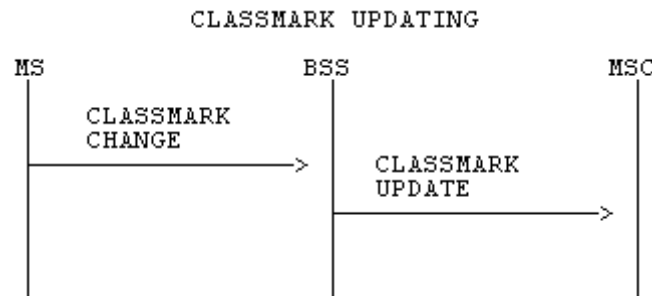 CLASSMARK UPDATING
MS BSS MSC
CLASSMARK
CHANGE
CLASSMARK
UPDATE